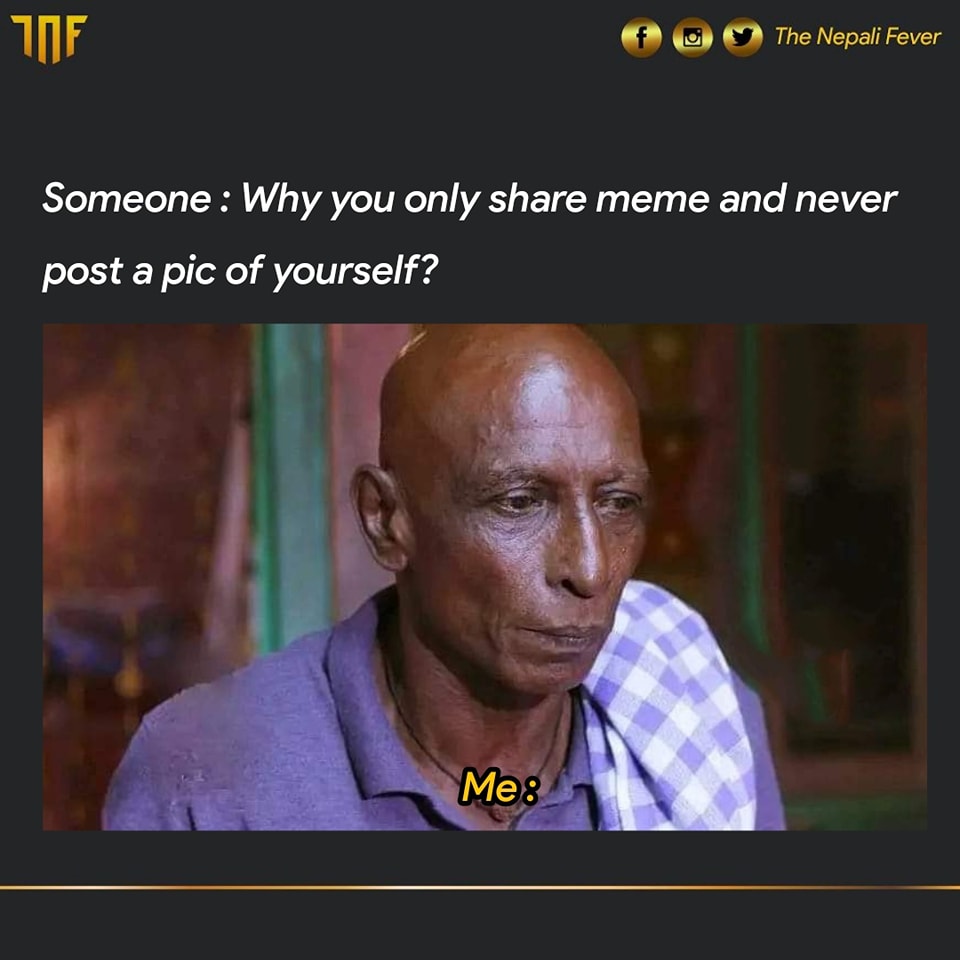 TNF
The Nepali Fever
Someone : Why you only share meme and never
post a pic of yourself?
Me :